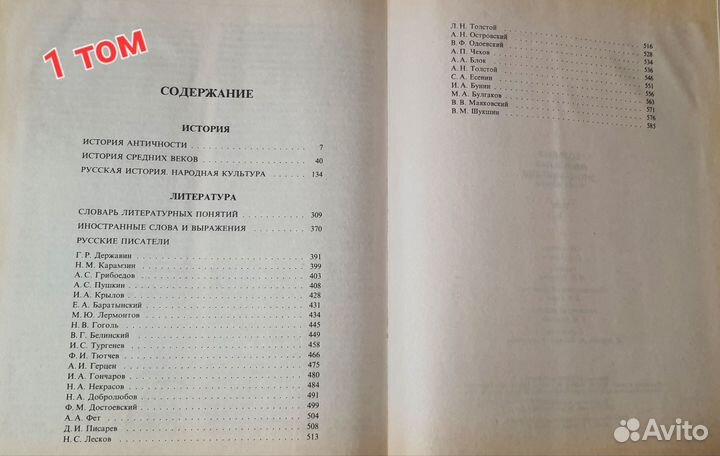 1 том
СОДЕРЖАНИЕ
ИСТОРИЯ
ИСТОРИЯ АНТИЧНОСТИ 7
ИСТОРИЯ СРЕДНИХ ВЕКОВ 40
РУССКАЯ ИСТОРИЯ. НАРОДНАЯ КУЛЬТУРА 134
ЛИТЕРАТУРА
СЛОВАРЬ ЛИТЕРАТУРНЫХ ПОНЯТИЙ 309
ИНОСТРАННЫЕ СЛОВА И ВЫРАЖЕНИЯ 370
РУССКИЕ ПИСАТЕЛИ
Г. Р. Державин 391
Н. М. Карамзин 399
А. С. Грибоедов 403
А. С. Пушкин 408
И. А. Крылов 428
Е. А. Баратынский 431
М. Ю. Лермонтов 434
Н. В. Гоголь 445
В. Г. Белинский 449
И. С. Тургенев 458
Ф. И. Тютчев 466
А. И. Герцен 475
И. А. Гончаров 480
Н. А. Некрасов 484
Н. А. Добролюбов 491
Ф. М. Достоевский 499
А. А. Фет 504
Д. И. Писарев 508
Н. С. Лесков 513
Л. Н. Толстой 516
А. Н. Островский 528
В. Ф. Одоевский 534
А. П. Чехов 536
А. А. Блок 546
А. Н. Толстой 551
С. А. Есенин 556
И. А. Бунин 563
М. А. Булгаков 571
В. В. Маяковский 576
В. М. Шукшин 585
Avito